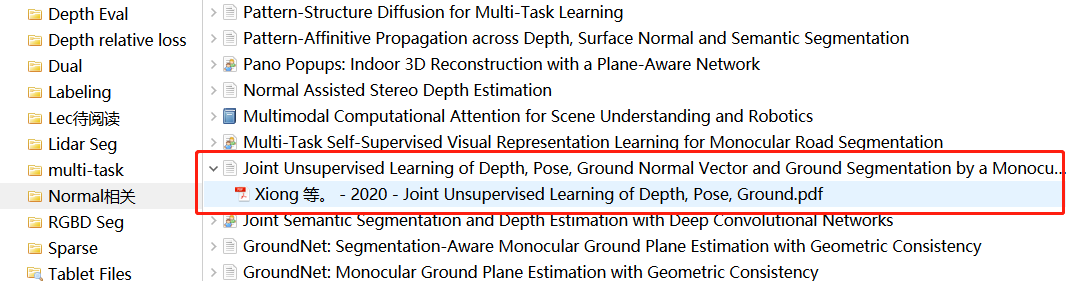 Depth Eval
Depth relative loss
Dual
Labeling
Lec待阅读
Lidar Seg
multi-task
Normal相关
RGBD Seg
Sparse
Tablet Files
Pattern-Structure Diffusion for Multi-Task Learning
Pattern-Affinitive Propagation across Depth, Surface Normal and Semantic Segmentation
Pano Popups: Indoor 3D Reconstruction with a Plane-Aware Network
Normal Assisted Stereo Depth Estimation
Multimodal Computational Attention for Scene Understanding and Robotics
Multi-Task Self-Supervised Visual Representation Learning for Monocular Road Segmentation
Joint Unsupervised Learning of Depth, Pose, Ground Normal Vector and Ground Segmentation by a Monocu...
Xiong 等。 - 2020 - Joint Unsupervised Learning of Depth, Pose, Ground.pdf
Joint Semantic Segmentation and Depth Estimation with Deep Convolutional Networks
GroundNet: Segmentation-Aware Monocular Ground Plane Estimation with Geometric Consistency
GroundNet: Monocular Ground Plane Estimation with Geometric Consistency